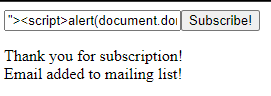 "><script>alert(document.do Subscribe!
Thank you for subscription!
Email added to mailing list!